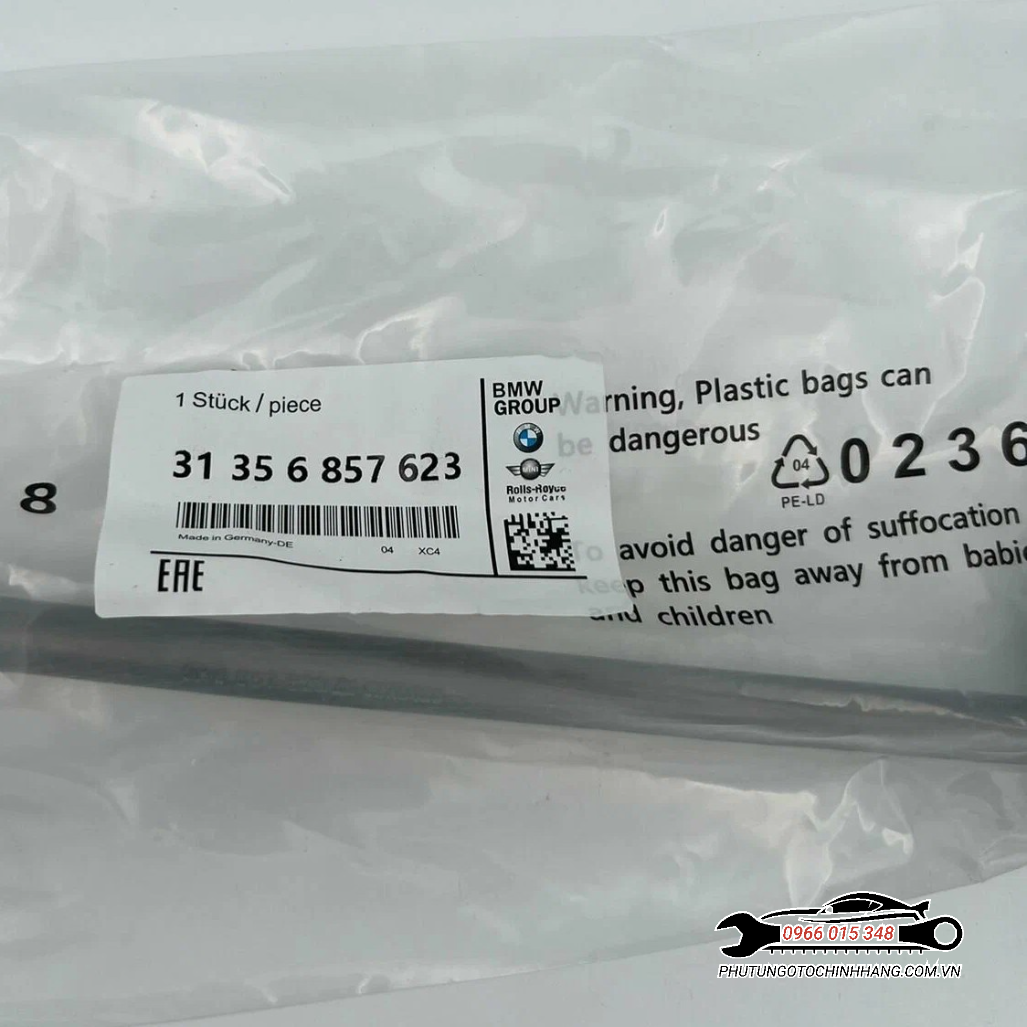 1 Stück / piece
31 35 6 857 623
Made in Germany-DE
04 XC4
EAC
BMW
GROUP
MINI
Rolls-Royce
Motor Cars
8
Warning, Plastic bags can
be dangerous
04
PE-LD
0 2 3 6
To avoid danger of suffocation
keep this bag away from babie
and children
0966 015 348
PHUTUNGOTOCHINHHANG.COM.VN